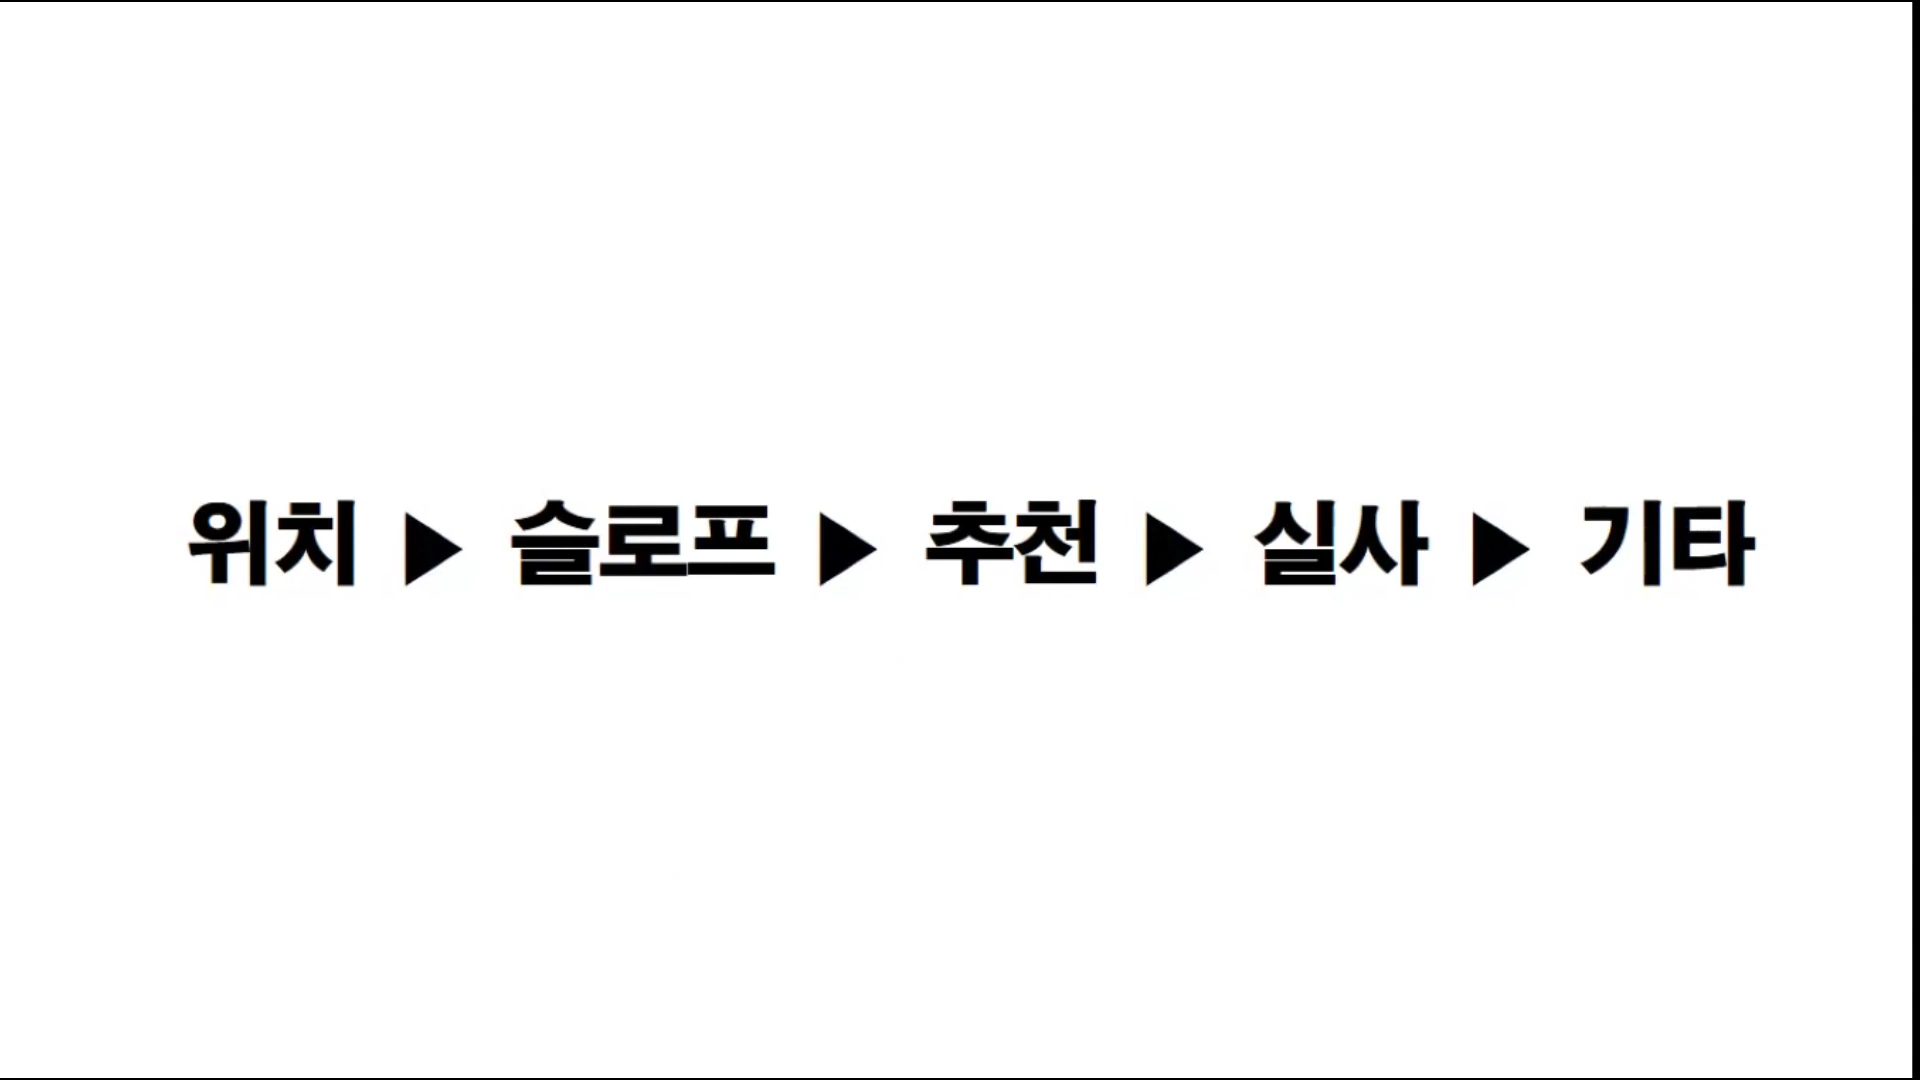 위치 ▶ 슬로프 ▶ 추천 ▶ 실사 ▶ 기타